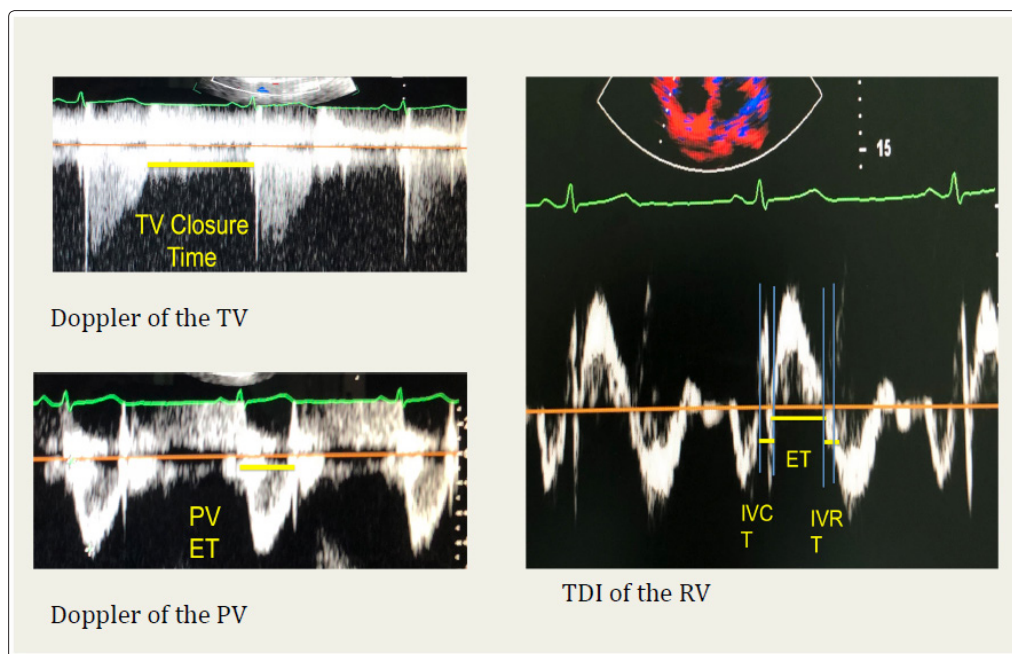 TV Closure
Time
Doppler of the TV
PV
ET
Doppler of the PV
15
ET
IVC
T
IVR
T
TDI of the RV